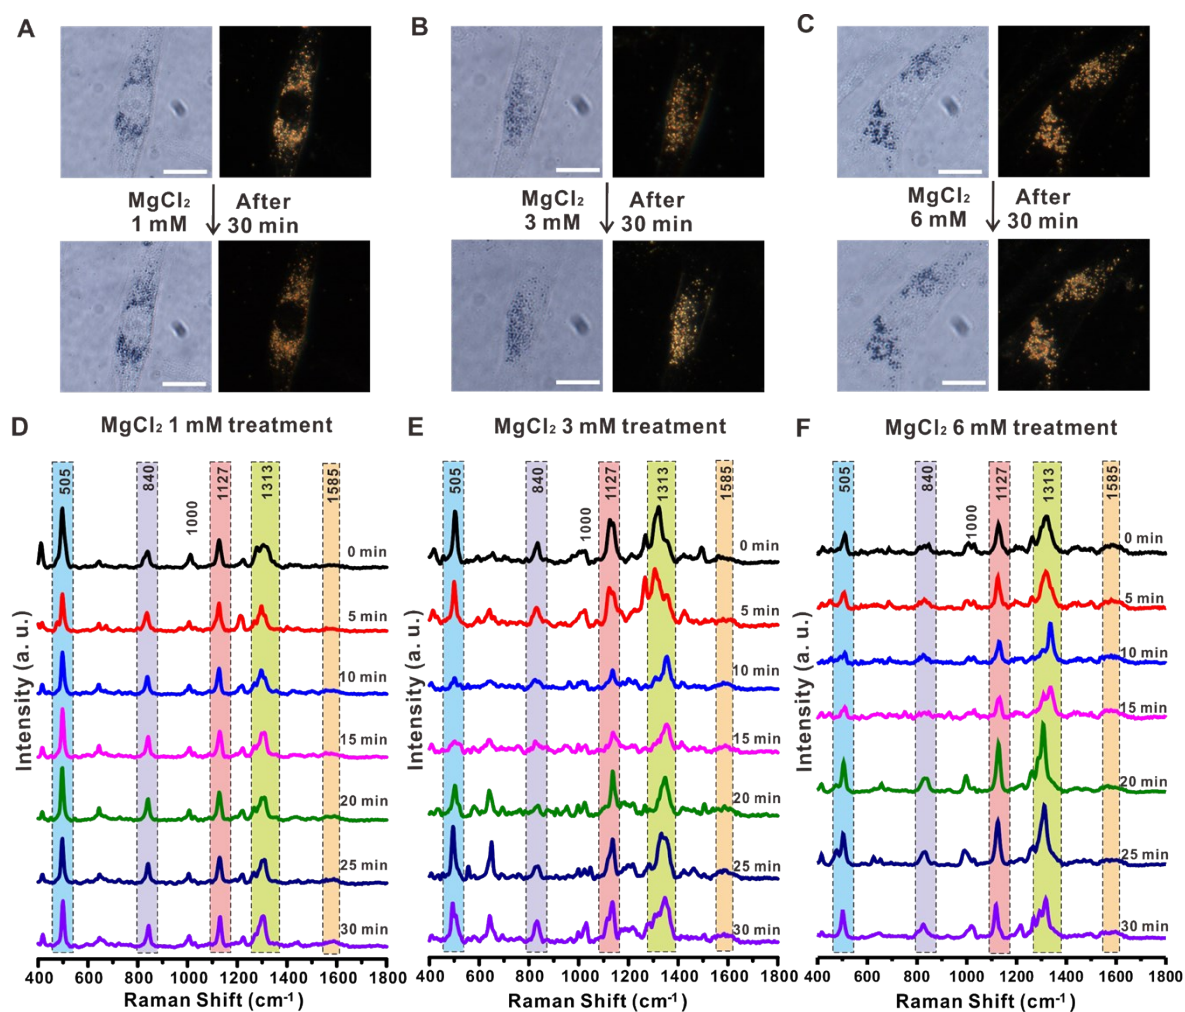 A
B
C
MgCl₂
1 mM
After
30 min
MgCl₂
3 mM
After
30 min
MgCl₂
6 mM
After
30 min
D
MgCl₂ 1 mM treatment
E
MgCl₂ 3 mM treatment
F
MgCl₂ 6 mM treatment
505
840
1000
1127
1313
1585
0 min
5 min
10 min
15 min
20 min
25 min
30 min
Intensity (a. u.)
400 600 800 1000 1200 1400 1600 1800
Raman Shift (cm⁻¹)
505
840
1000
1127
1313
1585
0 min
5 min
10 min
15 min
20 min
25 min
30 min
Intensity (a. u.)
400 600 800 1000 1200 1400 1600 1800
Raman Shift (cm⁻¹)
505
840
1000
1127
1313
1585
0 min
5 min
10 min
15 min
20 min
25 min
30 min
Intensity (a. u.)
400 600 800 1000 1200 1400 1600 1800
Raman Shift (cm⁻¹)